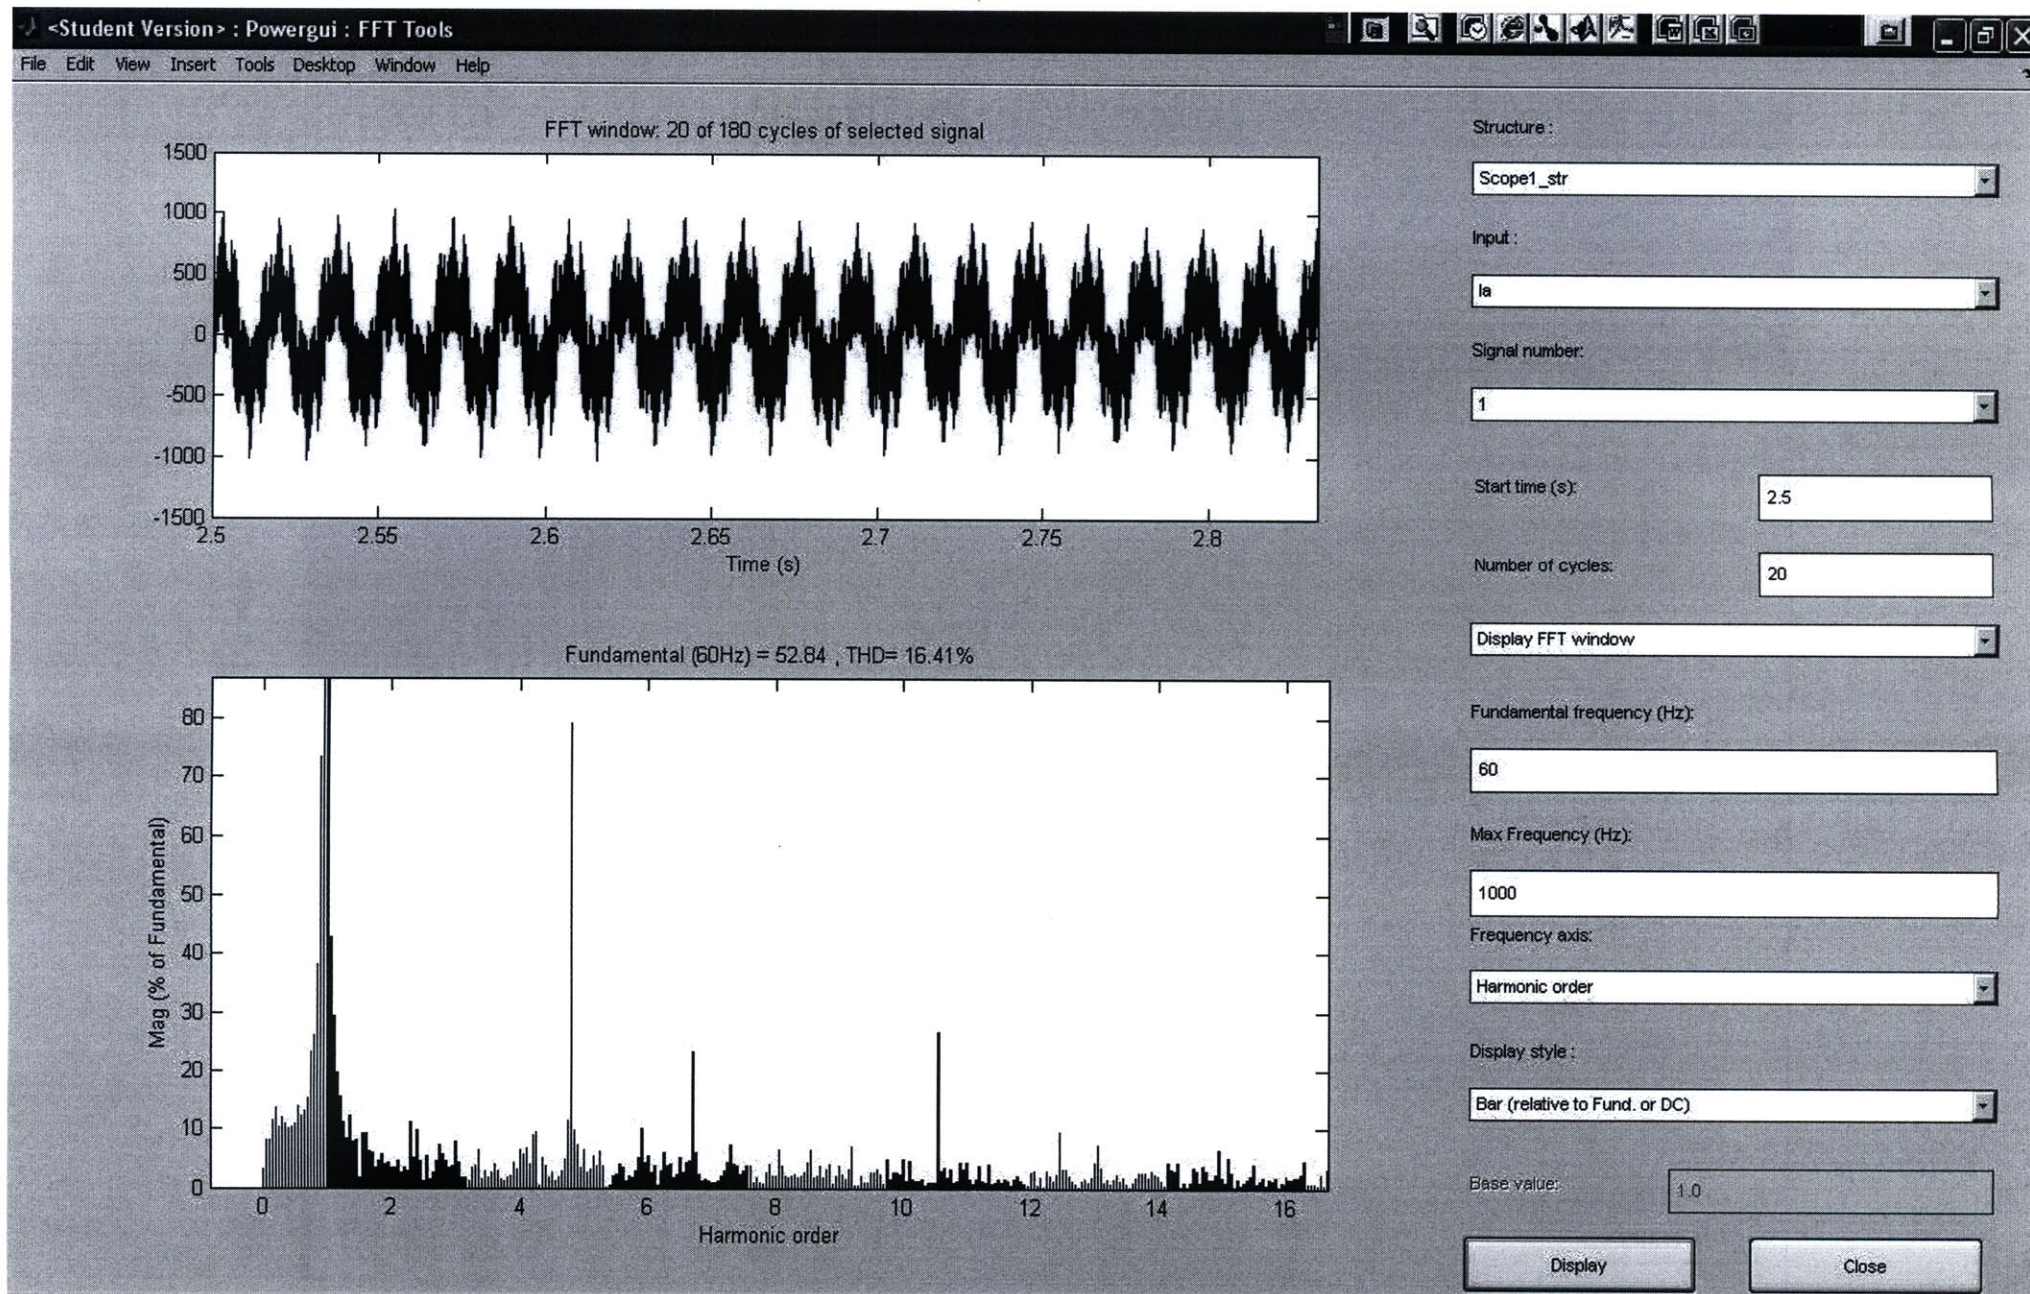 <Student Version> : Powergui : FFT Tools
File Edit View Insert Tools Desktop Window Help
FFT window: 20 of 180 cycles of selected signal
1500
1000
500
0
-500
-1000
-1500
2.5 2.55 2.6 2.65 2.7 2.75 2.8
Time (s)
Fundamental (60Hz) = 52.84 , THD= 16.41%
Mag (% of Fundamental)
80
70
60
50
40
30
20
10
0
0 2 4 6 8 10 12 14 16
Harmonic order
Structure :
Scope1_str
Input :
Ia
Signal number:
1
Start time (s):
2.5
Number of cycles:
20
Display FFT window
Fundamental frequency (Hz):
60
Max Frequency (Hz):
1000
Frequency axis:
Harmonic order
Display style :
Bar (relative to Fund. or DC)
Base value:
1.0
Display
Close